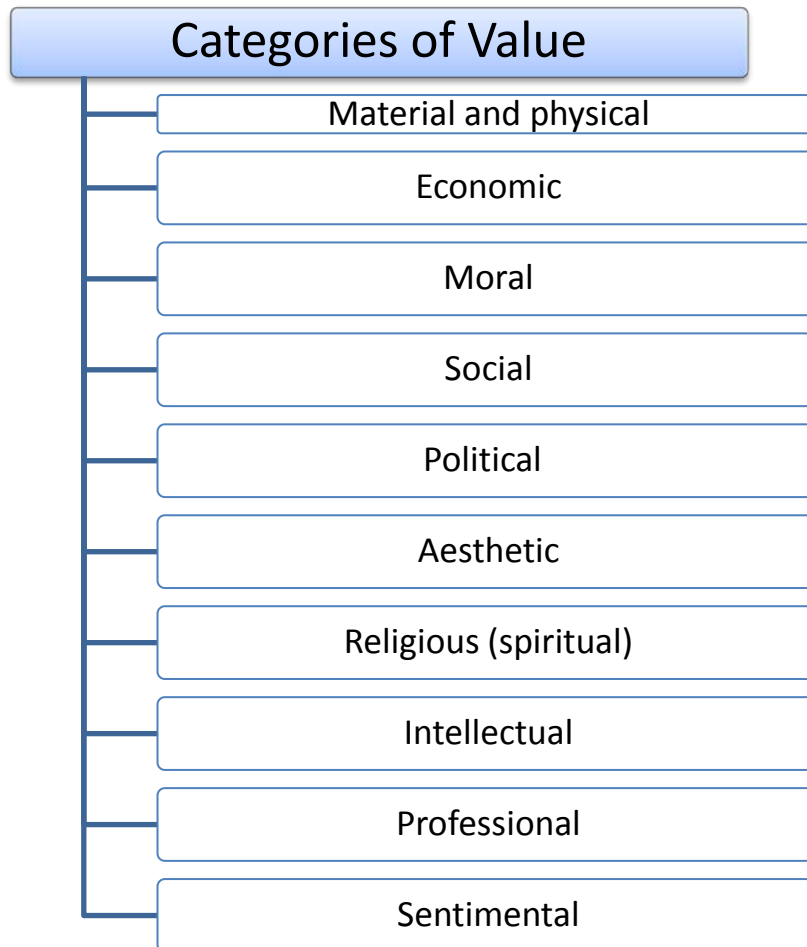 Categories of Value
Material and physical
Economic
Moral
Social
Political
Aesthetic
Religious (spiritual)
Intellectual
Professional
Sentimental